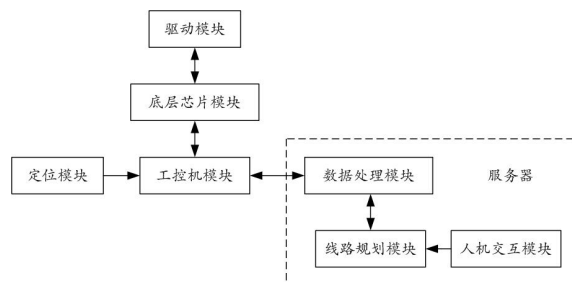 驱动模块
底层芯片模块
定位模块
工控机模块
数据处理模块
服务器
线路规划模块
人机交互模块